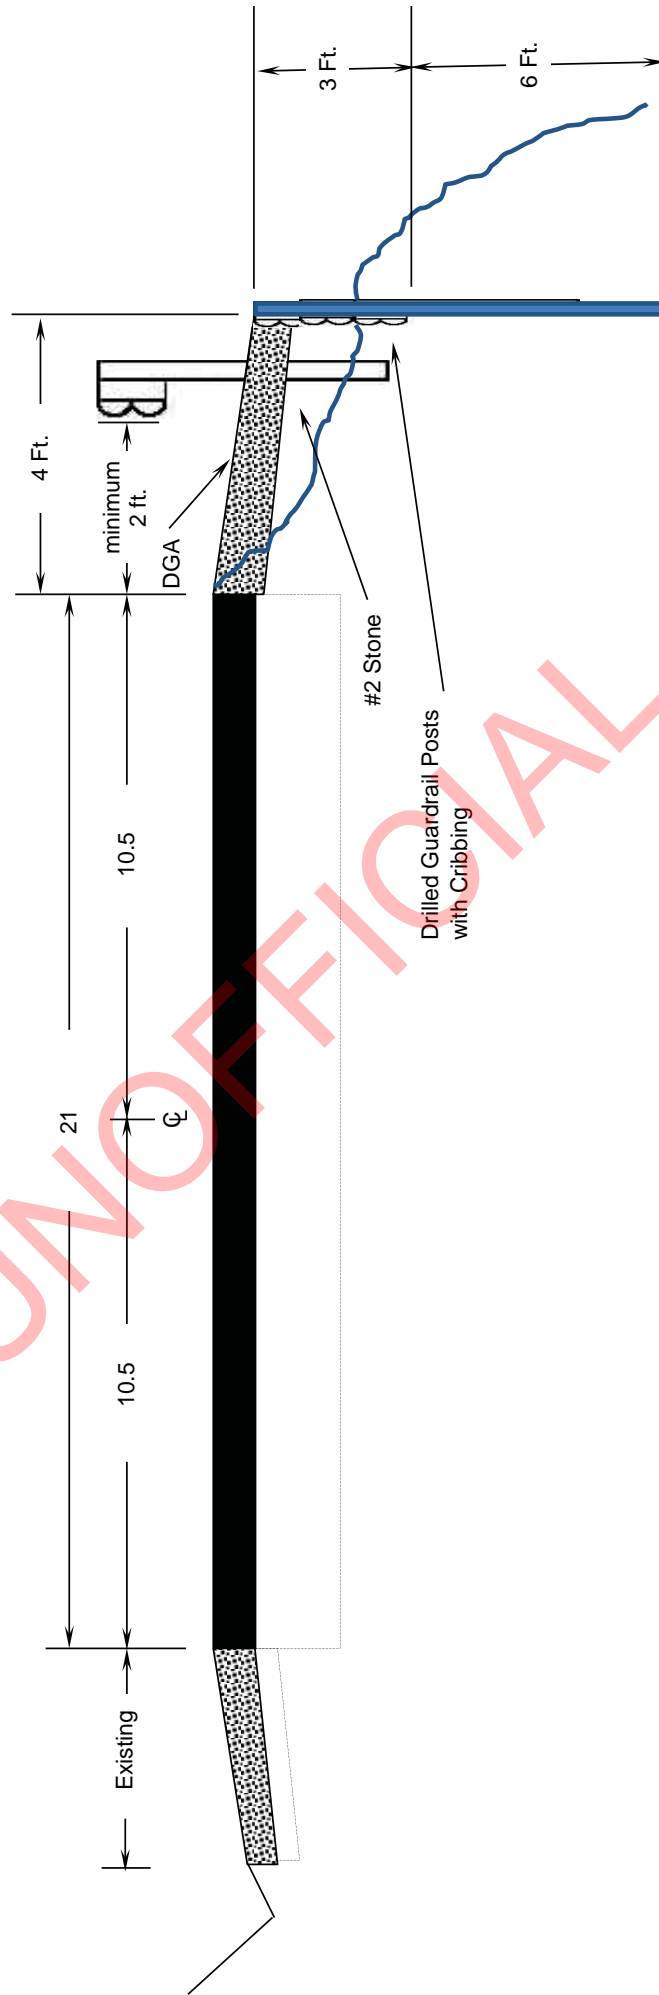 3 Ft.
6 Ft.
4 Ft.
minimum
2 ft.
DGA
#2 Stone
Drilled Guardrail Posts
with Cribbing
10.5
21
℄
10.5
Existing
UNOFFICIAL